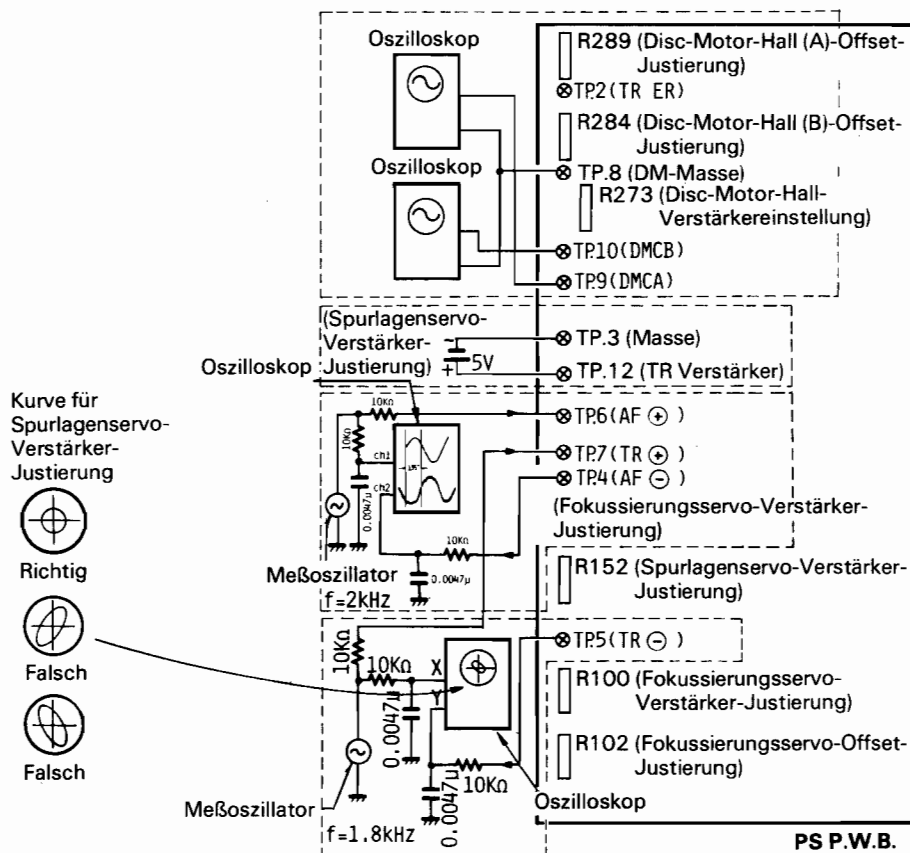 Oszilloskop
Oszilloskop
R289 (Disc-Motor-Hall (A)-Offset-
Justierung)
TP.2 (TR ER)
R284 (Disc-Motor-Hall (B)-Offset-
Justierung)
TP.8 (DM-Masse)
R273 (Disc-Motor-Hall-
Verstärkereinstellung)
TP.10 (DMCB)
TP.9 (DMCA)
(Spurlagenservo-
Verstärker-
Justierung)
- 
+ 5V
TP.3 (Masse)
TP.12 (TR Verstärker)
Oszilloskop
10KΩ
10KΩ
ch1
ch2
0.0047μ
10KΩ
0.0047μ
Meßoszillator
f=2kHz
TP.6 (AF ⊕ )
TP.7 (TR ⊕ )
TP.4 (AF ⊖ )
(Fokussierungsservo-Verstärker-
Justierung)
Kurve für
Spurlagenservo-
Verstärker-
Justierung
Richtig
Falsch
Falsch
R152 (Spurlagenservo-Verstärker-
Justierung)
TP.5 (TR ⊖ )
R100 (Fokussierungsservo-
Verstärker-Justierung)
R102 (Fokussierungsservo-Offset-
Justierung)
10KΩ
10KΩ
X
Y
0.0047μ
10KΩ
0.0047μ
Oszilloskop
Meßoszillator
f=1.8kHz
PS P.W.B.